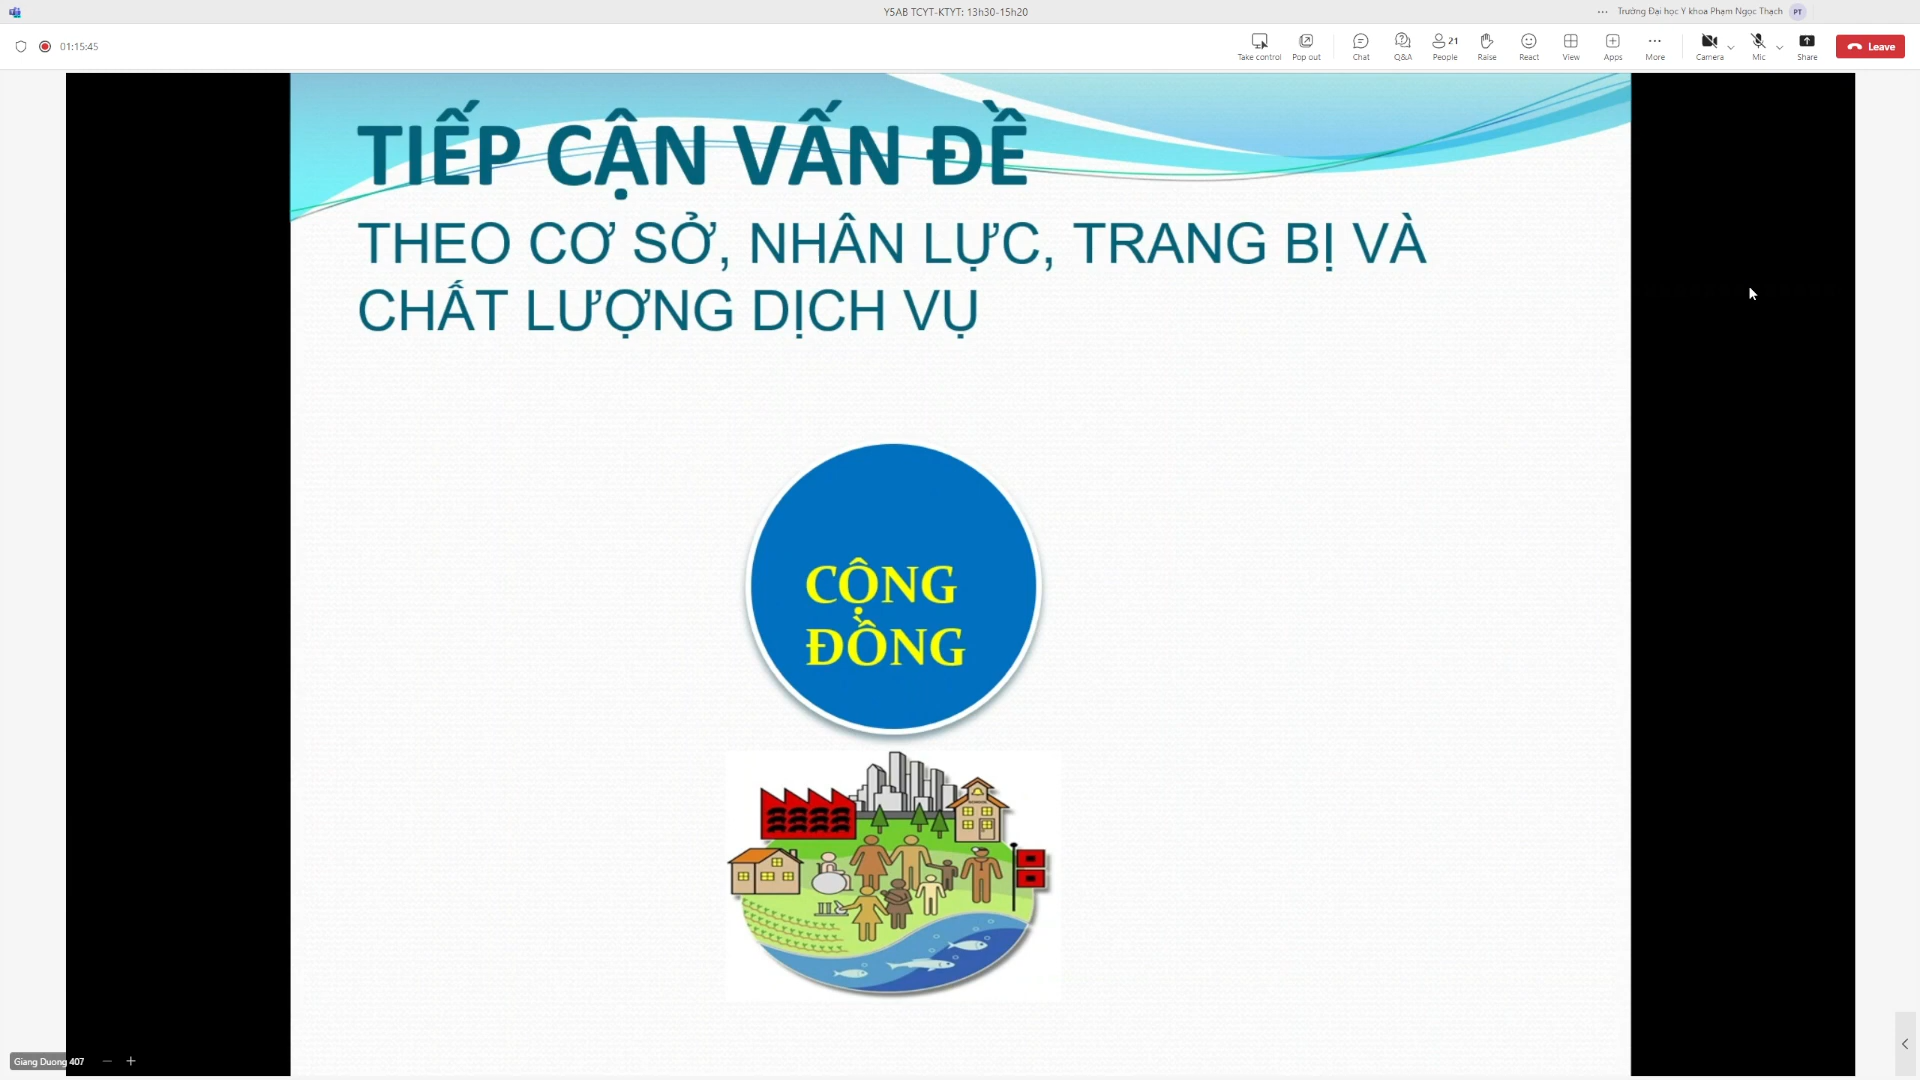 Y5AB TCYT-KTYT: 13h30-15h20
Trường Đại học Y khoa Phạm Ngọc Thạch
PT
01:15:45
Take control
Pop out
Chat
Q&A
21
People
Raise
React
View
Apps
More
Camera
Mic
Share
Leave
TIẾP CẬN VẤN ĐỀ
THEO CƠ SỞ, NHÂN LỰC, TRANG BỊ VÀ
CHẤT LƯỢNG DỊCH VỤ
CỘNG
ĐỒNG
Giang Duong 407